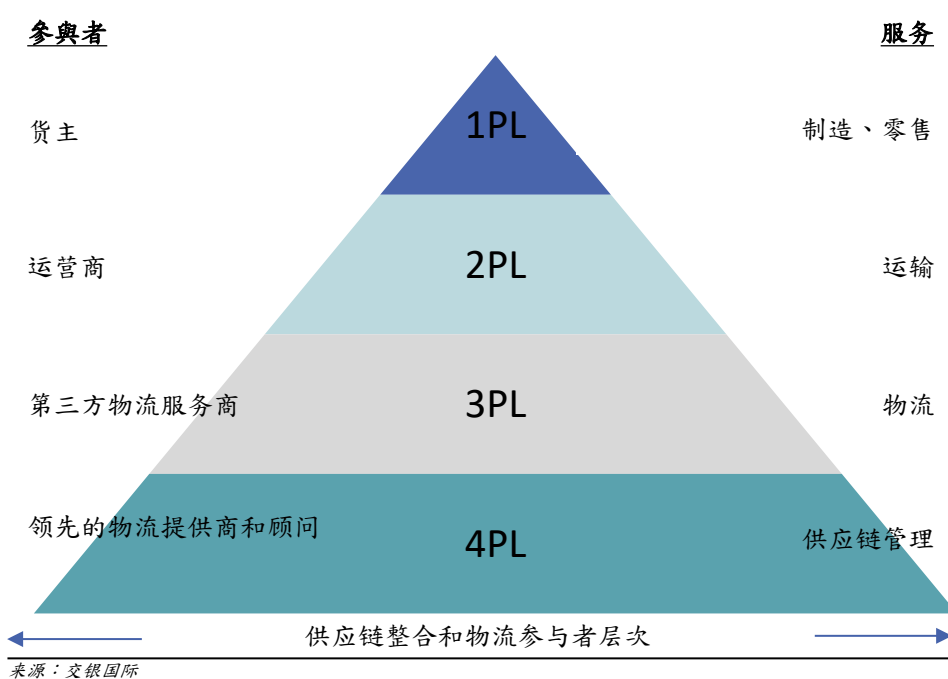 參與者 服务
货主 1PL 制造、零售
运营商 2PL 运输
第三方物流服务商 3PL 物流
领先的物流提供商和顾问 4PL 供应链管理
供应链整合和物流参与者层次
来源：交银国际